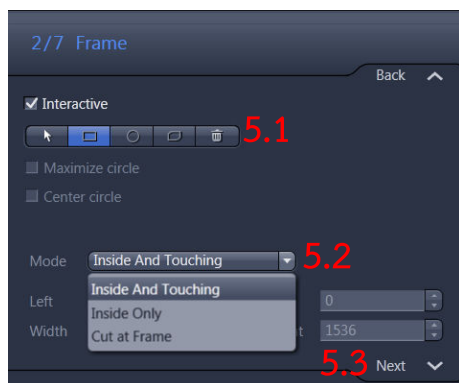 2/7 Frame
Back
Interactive
5.1
Maximize circle
Center circle
Mode Inside And Touching 5.2
Inside And Touching
Left 0
Inside Only
Width t 1536
Cut at Frame
5.3 Next